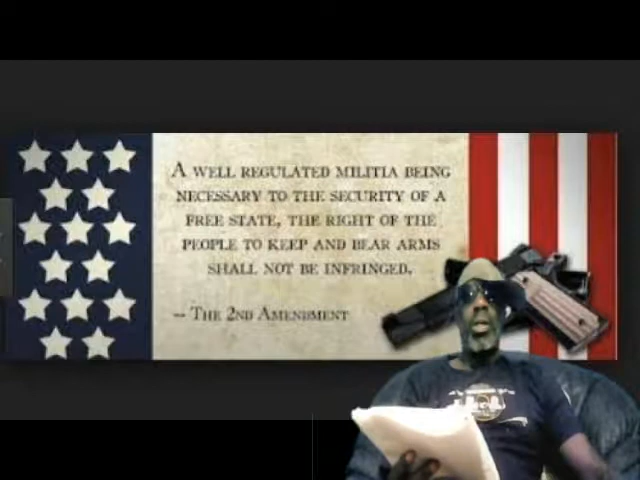 A WELL REGULATED MILITIA BEING
NECESSARY TO THE SECURITY OF A
FREE STATE, THE RIGHT OF THE
PEOPLE TO KEEP AND BEAR ARMS
SHALL NOT BE INFRINGED.
-- THE 2ND AMENDMENT